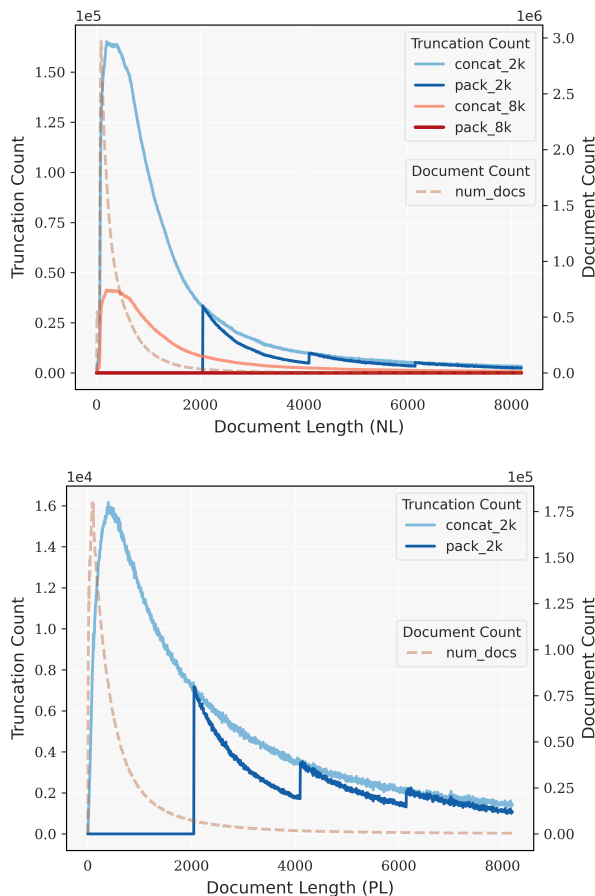 1e5
1e6
Truncation Count
concat_2k
pack_2k
concat_8k
pack_8k
Document Count
num_docs
1.50
1.25
1.00
0.75
0.50
0.25
0.00
3.0
2.5
2.0
1.5
1.0
0.5
0.0
Truncation Count
Document Count
0
2000
4000
6000
8000
Document Length (NL)
1e4
1e5
Truncation Count
concat_2k
pack_2k
Document Count
num_docs
1.6
1.4
1.2
1.0
0.8
0.6
0.4
0.2
0.0
1.75
1.50
1.25
1.00
0.75
0.50
0.25
0.00
Truncation Count
Document Count
0
2000
4000
6000
8000
Document Length (PL)